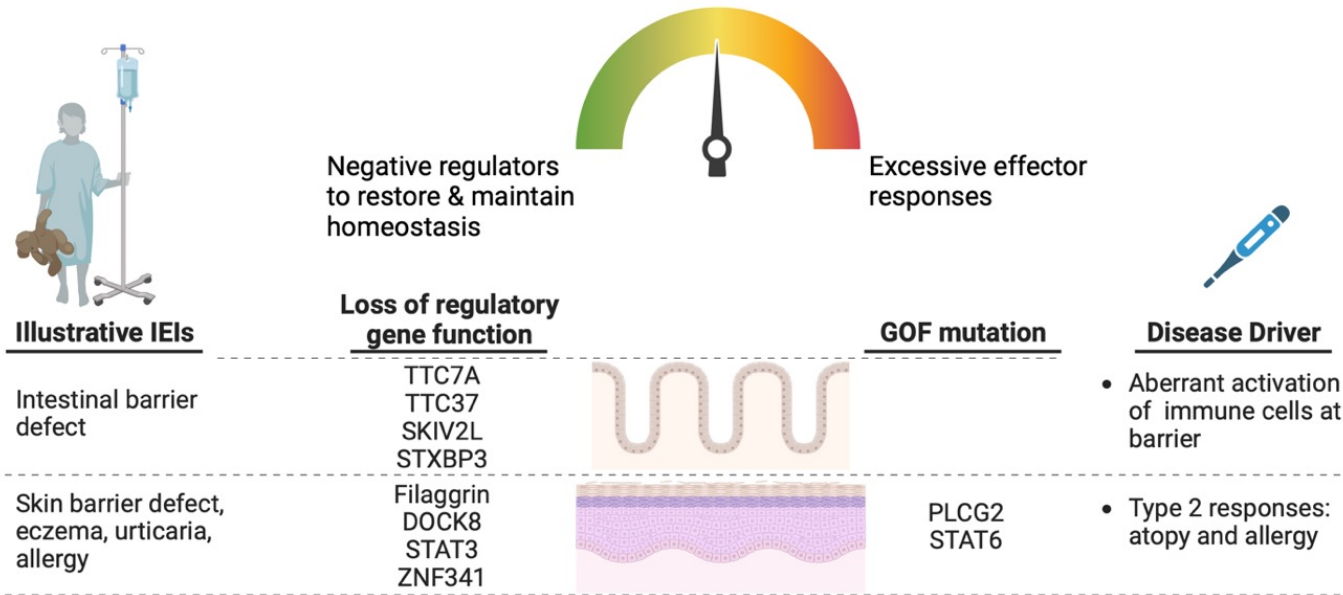 Negative regulators
to restore & maintain
homeostasis
Excessive effector
responses
Illustrative IEIs
Loss of regulatory
gene function
GOF mutation
Disease Driver
Intestinal barrier
defect
TTC7A
TTC37
SKIV2L
STXBP3
• Aberrant activation
of immune cells at
barrier
Skin barrier defect,
eczema, urticaria,
allergy
Filaggrin
DOCK8
STAT3
ZNF341
PLCG2
STAT6
• Type 2 responses:
atopy and allergy